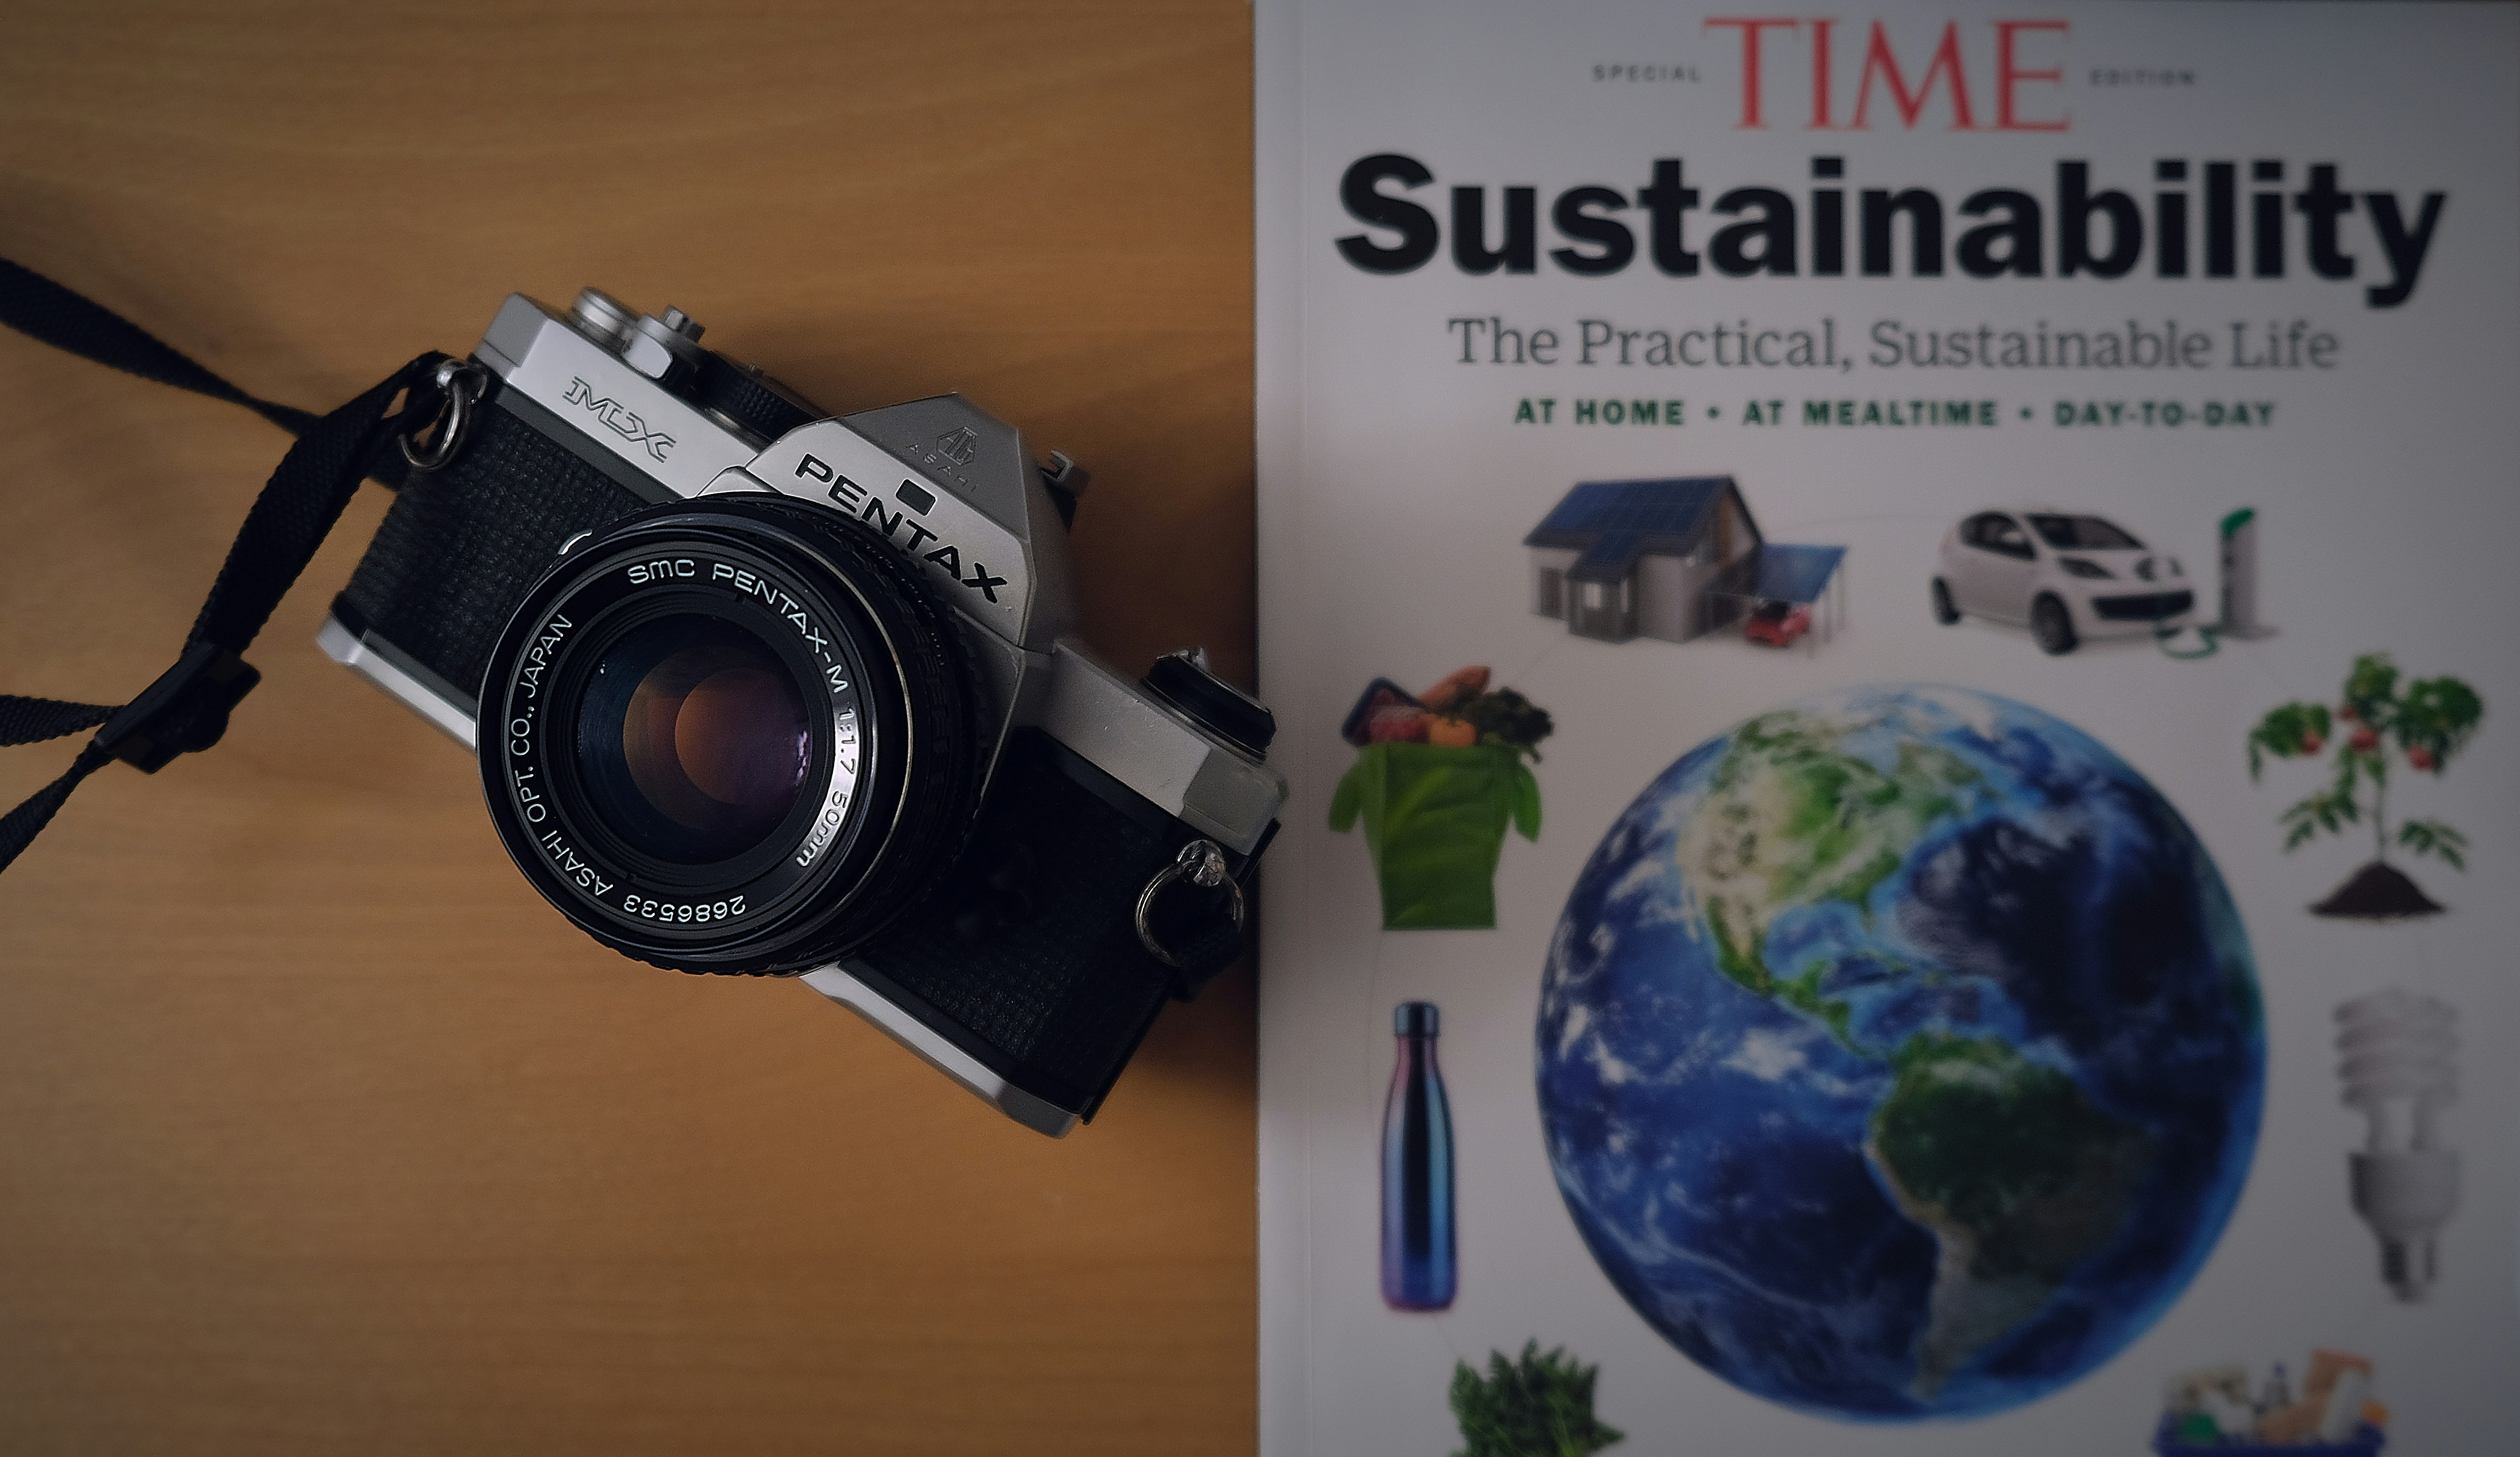 MX
ASAHI
PENTAX
SMC PENTAX-M 1:1.7 50mm
2686533 ASAHI OPT. CO., JAPAN
SPECIAL TIME EDITION
Sustainability
The Practical, Sustainable Life
AT HOME • AT MEALTIME • DAY-TO-DAY